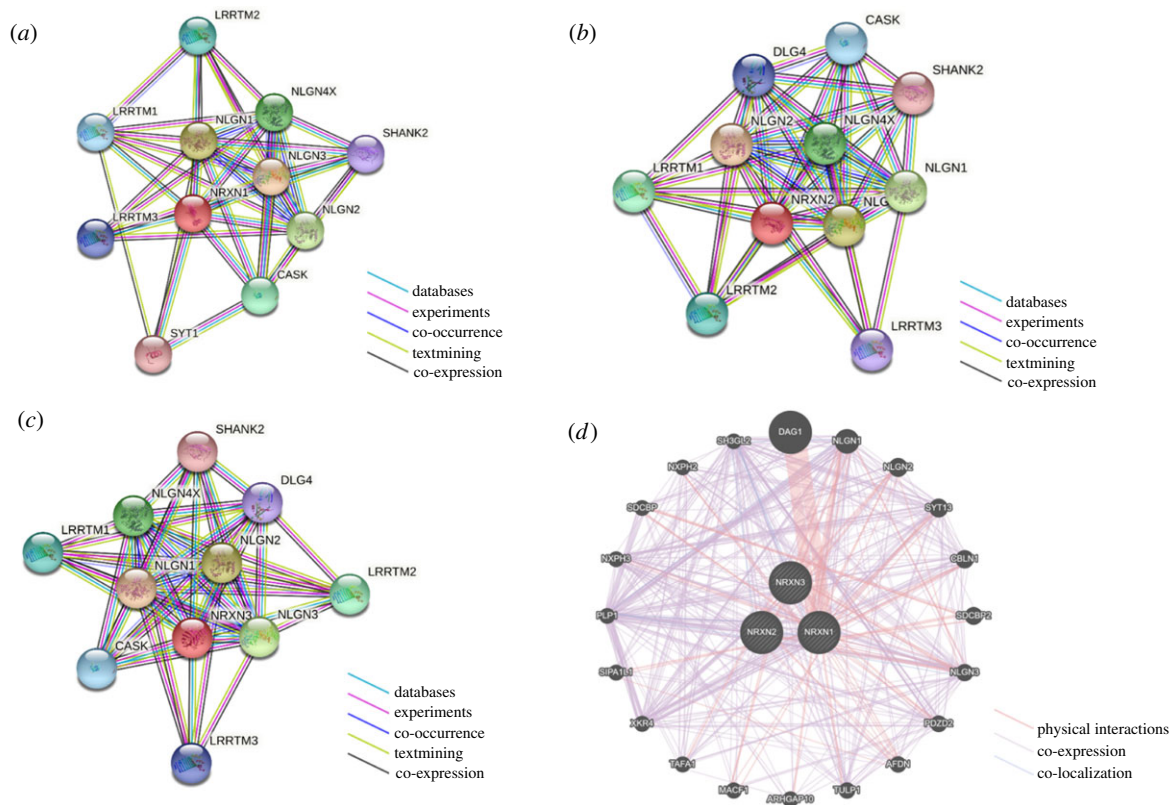 (a)
LRRTM2
NLGN4X
LRRTM1
NLGN1
SHANK2
NLGN3
NRXN1
LRRTM3
NLGN2
CASK
SYT1
databases
experiments
co-occurrence
textmining
co-expression
(b)
CASK
DLG4
SHANK2
NLGN2
NLGN4X
NLGN1
LRRTM1
NRXN2
LRRTM2
LRRTM3
databases
experiments
co-occurrence
textmining
co-expression
(c)
SHANK2
NLGN4X
DLG4
LRRTM1
NLGN2
NLGN1
LRRTM2
NRXN3
NLGN3
CASK
LRRTM3
databases
experiments
co-occurrence
textmining
co-expression
(d)
DAG1
SH3GL2
NLGN1
NXPH2
NLGN2
SDCBP
SYT13
NXPH3
CBLN1
NRXN3
PLP1
SDCBP2
NRXN2
NRXN1
SIPA1L1
NLGN3
XKR4
PDZD2
TAFA1
AFDN
MACF1
TULP1
ARHGAP10
physical interactions
co-expression
co-localization